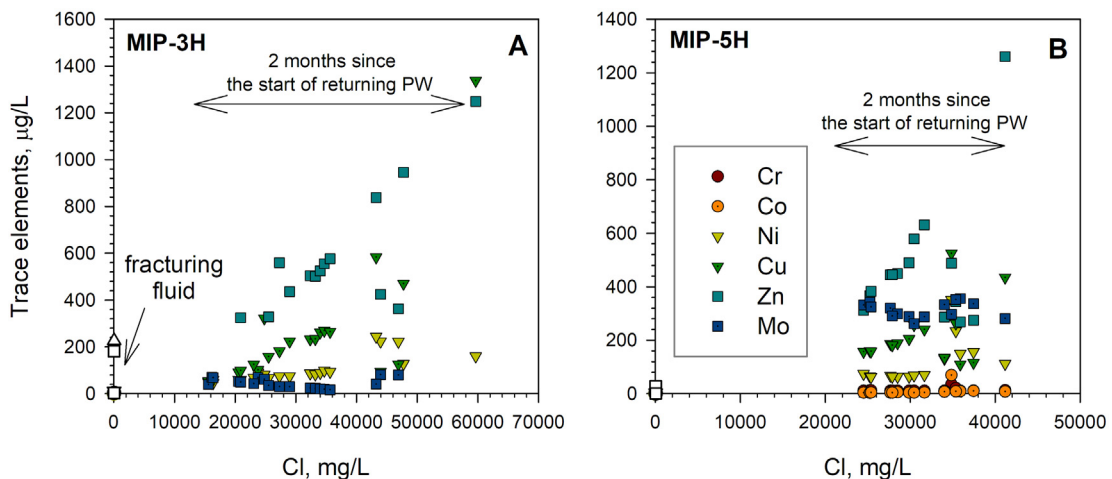 MIP-3H
A
2 months since
the start of returning PW
fracturing
fluid
Trace elements, µg/L
1600
1400
1200
1000
800
600
400
200
0
0 10000 20000 30000 40000 50000 60000 70000
Cl, mg/L
MIP-5H
B
2 months since
the start of returning PW
Cr
Co
Ni
Cu
Zn
Mo
1400
1200
1000
800
600
400
200
0
0 10000 20000 30000 40000 50000
Cl, mg/L